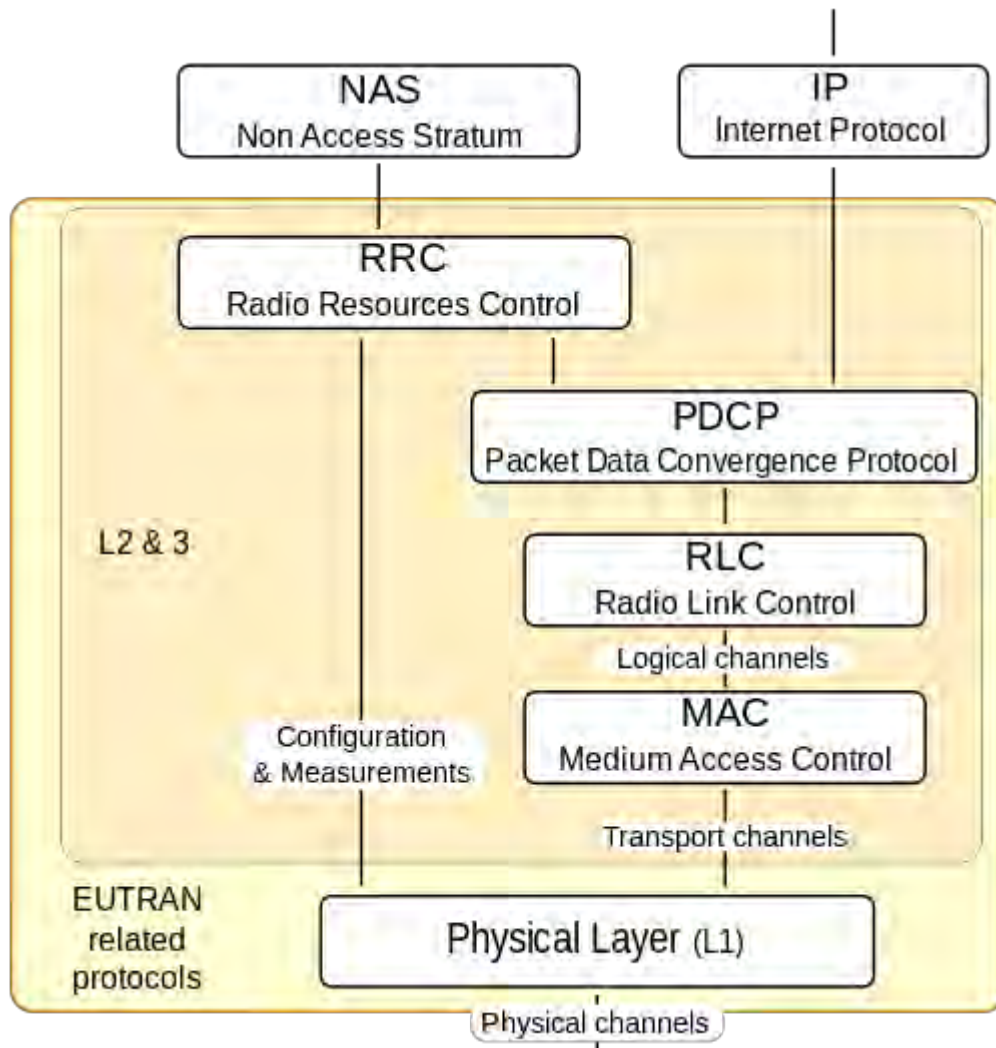 NAS
Non Access Stratum
IP
Internet Protocol
RRC
Radio Resources Control
PDCP
Packet Data Convergence Protocol
L2 & 3
RLC
Radio Link Control
Logical channels
MAC
Medium Access Control
Configuration
& Measurements
Transport channels
EUTRAN
related
protocols
Physical Layer (L1)
Physical channels